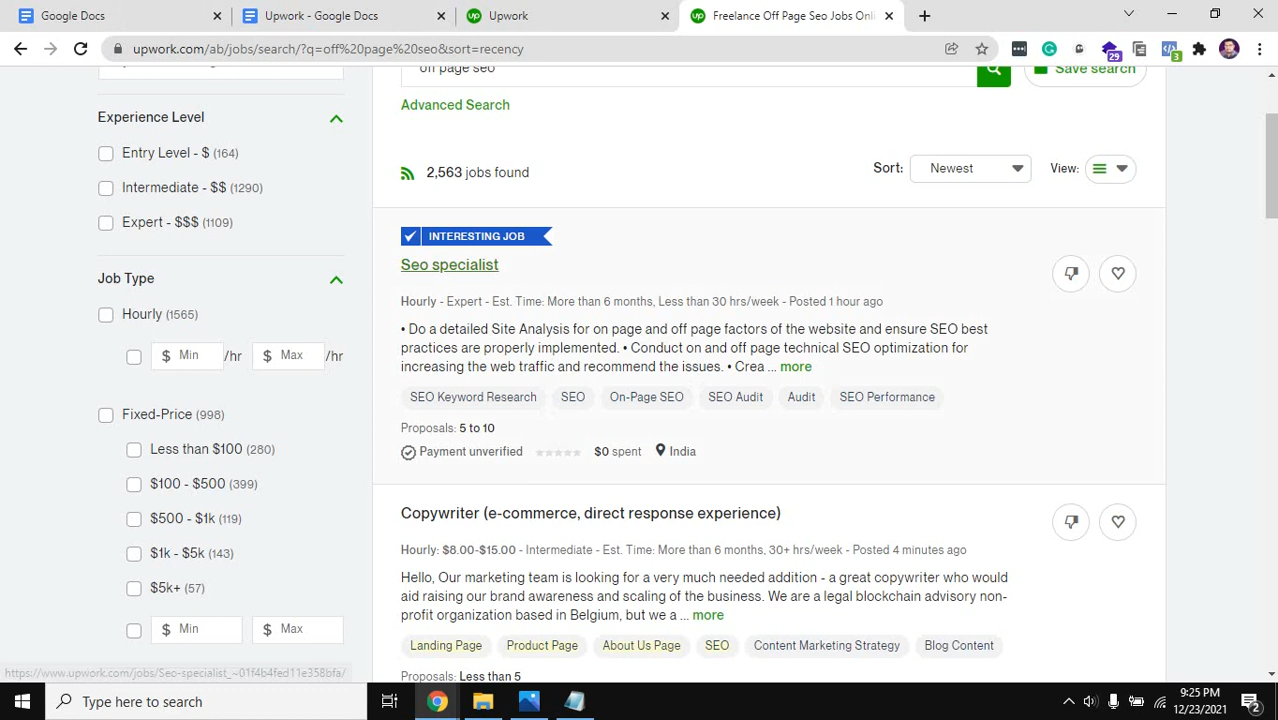 Google Docs
Upwork - Google Docs
Upwork
Freelance Off Page Seo Jobs Onli
upwork.com/ab/jobs/search/?q=off%20page%20seo&sort=recency
29
3
Save search
Advanced Search
Experience Level
Entry Level - $ (164)
Intermediate - $$ (1290)
Expert - $$$ (1109)
Job Type
Hourly (1565)
$ Min /hr $ Max /hr
Fixed-Price (998)
Less than $100 (280)
$100 - $500 (399)
$500 - $1k (119)
$1k - $5k (143)
$5k+ (57)
$ Min $ Max
https://www.upwork.com/jobs/Seo-specialist_~01f4b4fed11e358bfa/
2,563 jobs found
Sort: Newest View:
INTERESTING JOB
Seo specialist
Hourly - Expert - Est. Time: More than 6 months, Less than 30 hrs/week - Posted 1 hour ago
• Do a detailed Site Analysis for on page and off page factors of the website and ensure SEO best
practices are properly implemented. • Conduct on and off page technical SEO optimization for
increasing the web traffic and recommend the issues. • Crea ... more
SEO Keyword Research SEO On-Page SEO SEO Audit Audit SEO Performance
Proposals: 5 to 10
Payment unverified $0 spent India
Copywriter (e-commerce, direct response experience)
Hourly: $8.00-$15.00 - Intermediate - Est. Time: More than 6 months, 30+ hrs/week - Posted 4 minutes ago
Hello, Our marketing team is looking for a very much needed addition - a great copywriter who would
aid raising our brand awareness and scaling of the business. We are a legal blockchain advisory non-
profit organization based in Belgium, but we a ... more
Landing Page Product Page About Us Page SEO Content Marketing Strategy Blog Content
Proposals: Less than 5
Type here to search
9:25 PM
12/23/2021
2